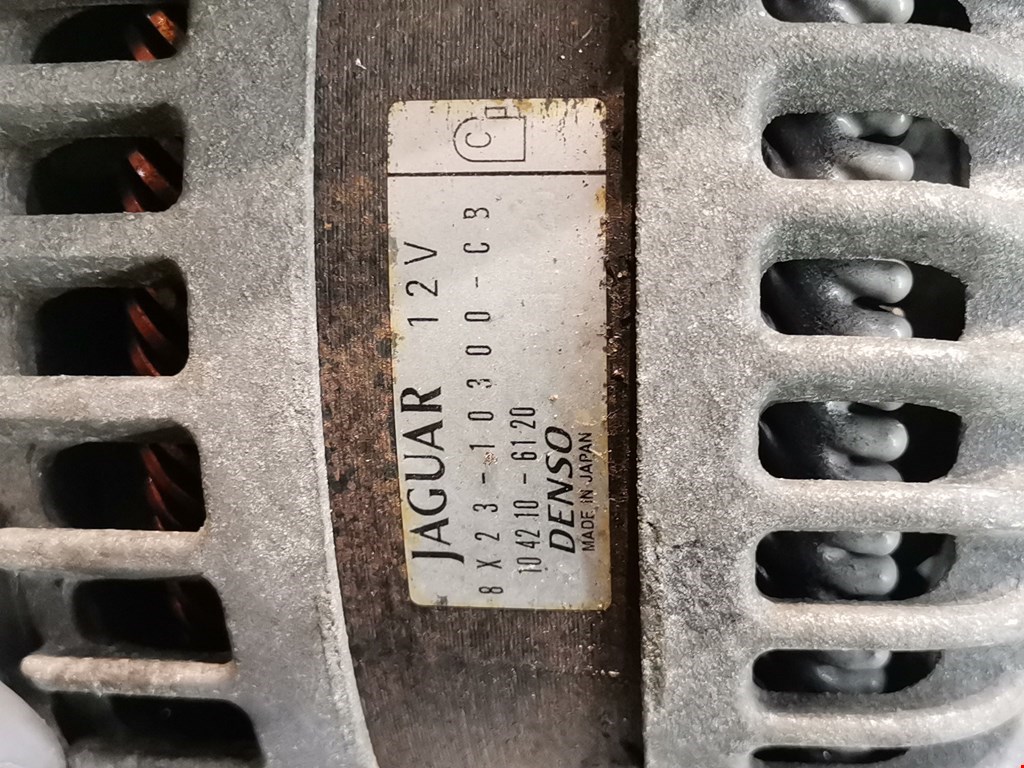 JAGUAR 12V
8X23-10300-CB
104210-6120
DENSO
MADE IN JAPAN
C